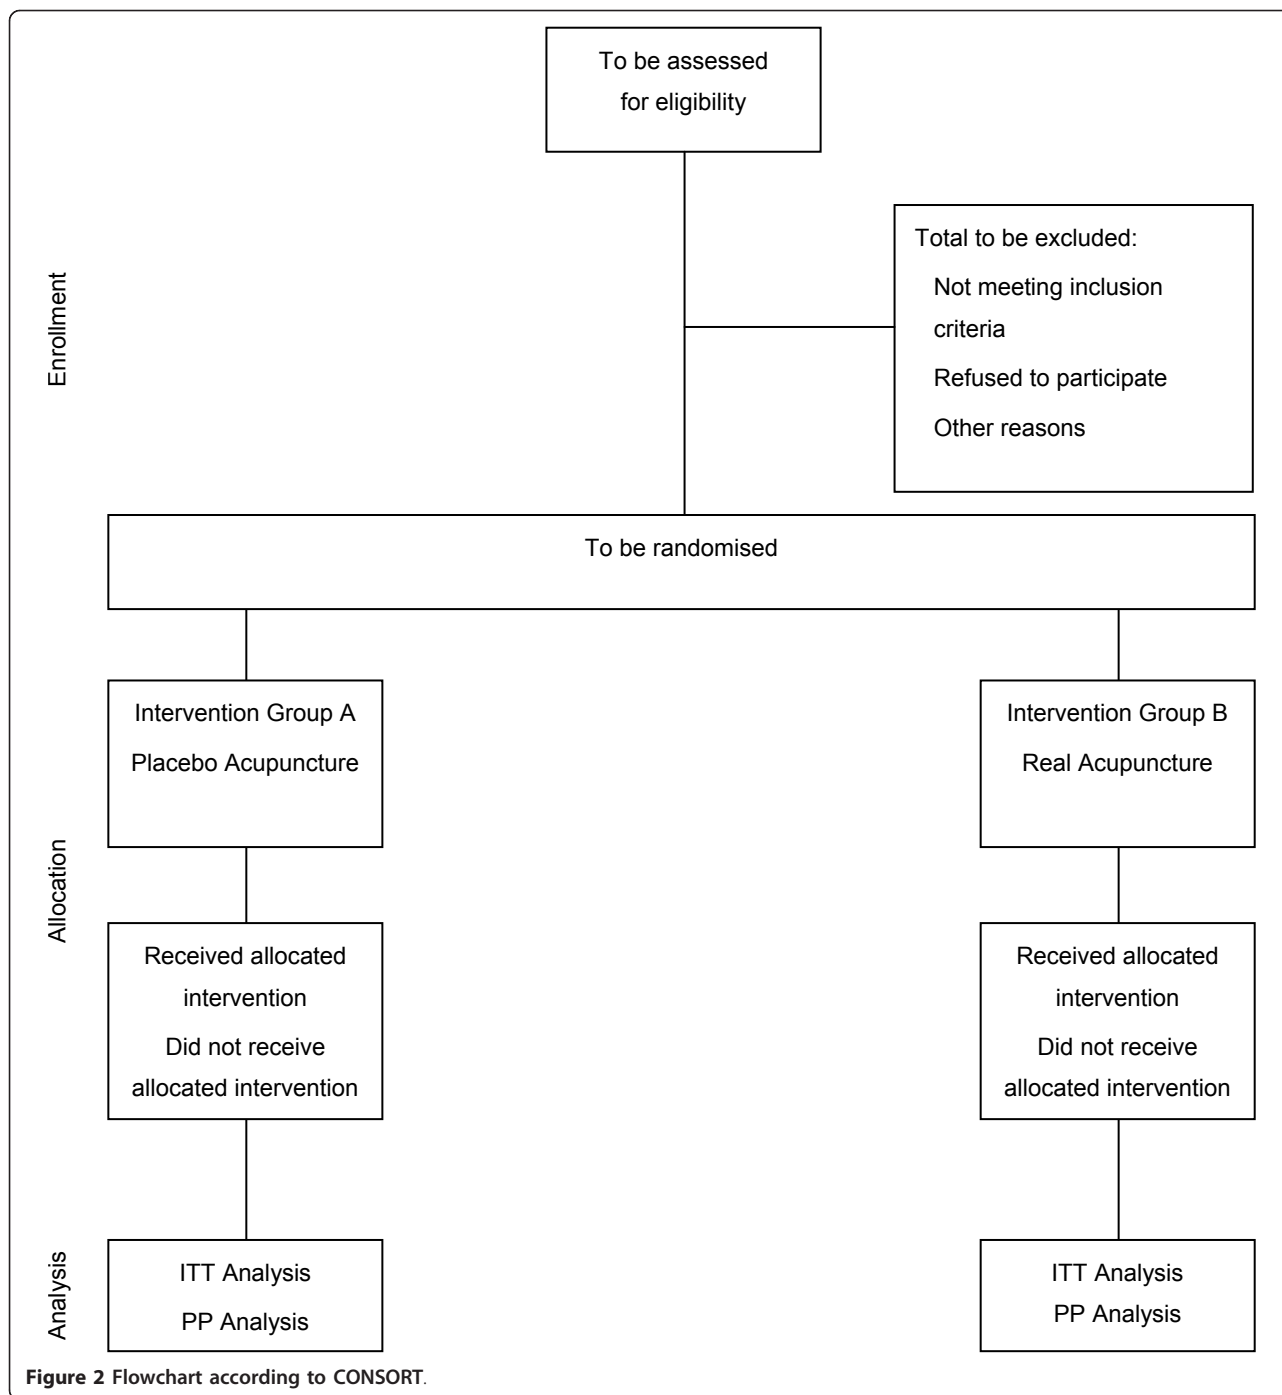 To be assessed
for eligibility
Enrollment
Total to be excluded:
Not meeting inclusion
criteria
Refused to participate
Other reasons
To be randomised
Allocation
Intervention Group A
Placebo Acupuncture
Intervention Group B
Real Acupuncture
Received allocated
intervention
Did not receive
allocated intervention
Received allocated
intervention
Did not receive
allocated intervention
Analysis
ITT Analysis
PP Analysis
ITT Analysis
PP Analysis
Figure 2 Flowchart according to CONSORT.